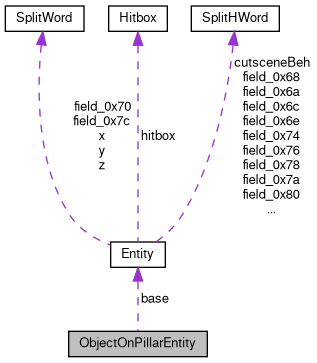 SplitWord
Hitbox
SplitHWord
cutsceneBeh
field_0x68
field_0x6a
field_0x6c
field_0x6e
field_0x74
field_0x76
field_0x78
field_0x7a
field_0x80
...
field_0x70
field_0x7c
x
y
z
hitbox
Entity
base
ObjectOnPillarEntity